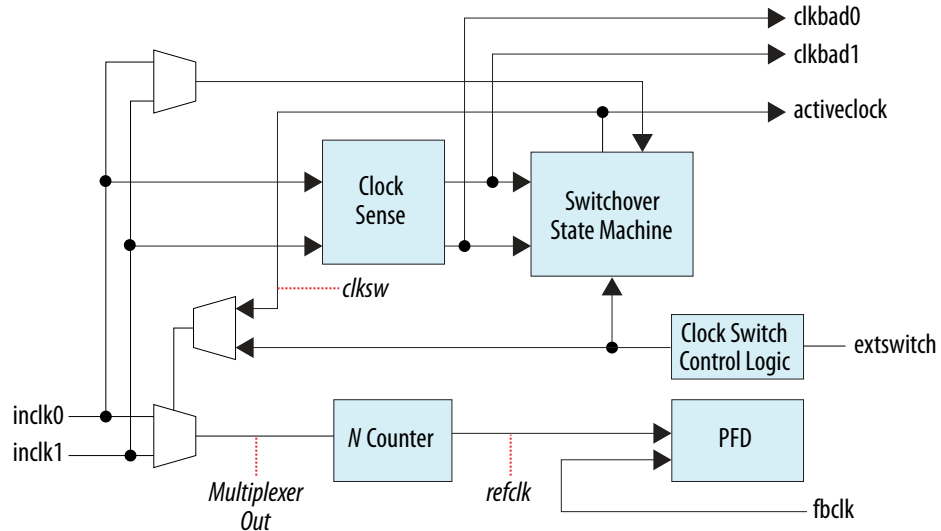 clkbad0
clkbad1
activeclock
Clock
Sense
Switchover
State Machine
clksw
Clock Switch
Control Logic
extswitch
inclk0
inclk1
N Counter
PFD
Multiplexer
Out
refclk
fbclk